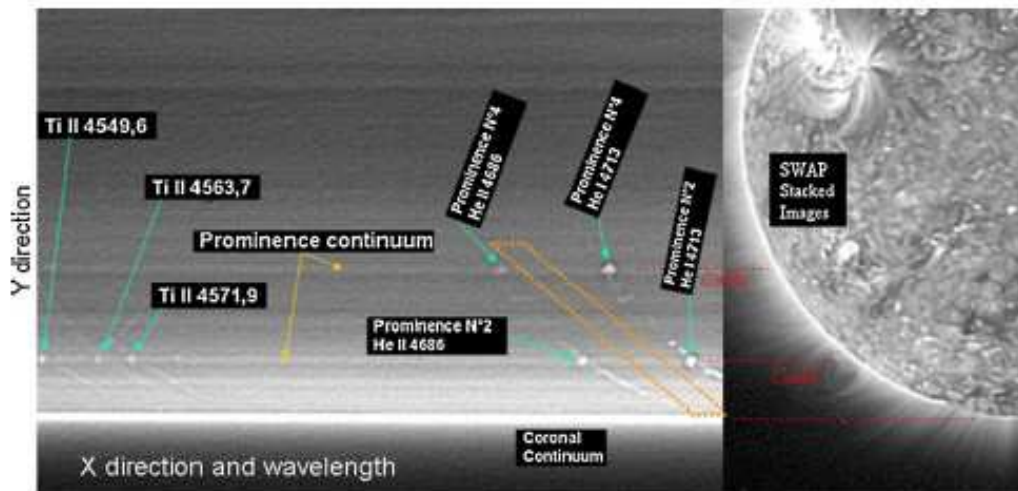 Ti II 4549,6
Ti II 4563,7
Prominence continuum
Ti II 4571,9
Prominence N°4
He II 4686
Prominence N°4
He I 4713
Prominence N°2
He I 4713
Prominence N°2
He II 4686
Coronal
Continuum
X direction and wavelength
Y direction
SWAP
Stacked
Images